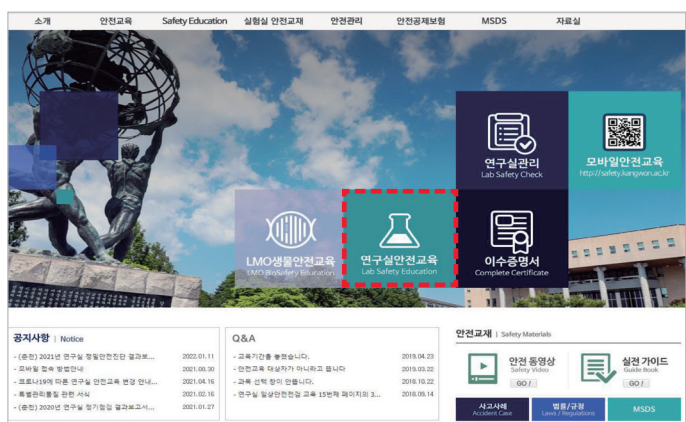 소개 안전교육 Safety Education 실험실 안전교재 안전관리 안전공제보험 MSDS 자료실
연구실관리
Lab Safety Check
모바일안전교육
http://safety.kangwon.ac.kr
LMO생물안전교육
LMO BioSafety Education
연구실안전교육
Lab Safety Education
이수증명서
Complete Certificate
공지사항 | Notice
- (춘천) 2021년 연구실 정밀안전진단 결과보... 2022.01.11
- 모바일 접속 방법안내 2021.08.30
- 코로나19에 따른 연구실 안전교육 변경 안내... 2021.04.16
- 특별관리물질 관련 서식 2021.02.16
- (춘천) 2020년 연구실 정기점검 결과보고서... 2021.01.27
Q&A
- 교육기간을 놓쳤습니다. 2019.04.23
- 안전교육 대상자가 아니라고 뜹니다 2019.03.22
- 과목 선택 창이 안뜹니다. 2018.10.22
- 연구실 일상안전점검 교육 15번째 페이지의 3... 2018.09.14
안전교재 | Safety Materials
안전 동영상
Safety Video
GO /
실전 가이드
Guide Book
GO /
사고사례
Accident Case
법률/규정
Laws / Regulations
MSDS